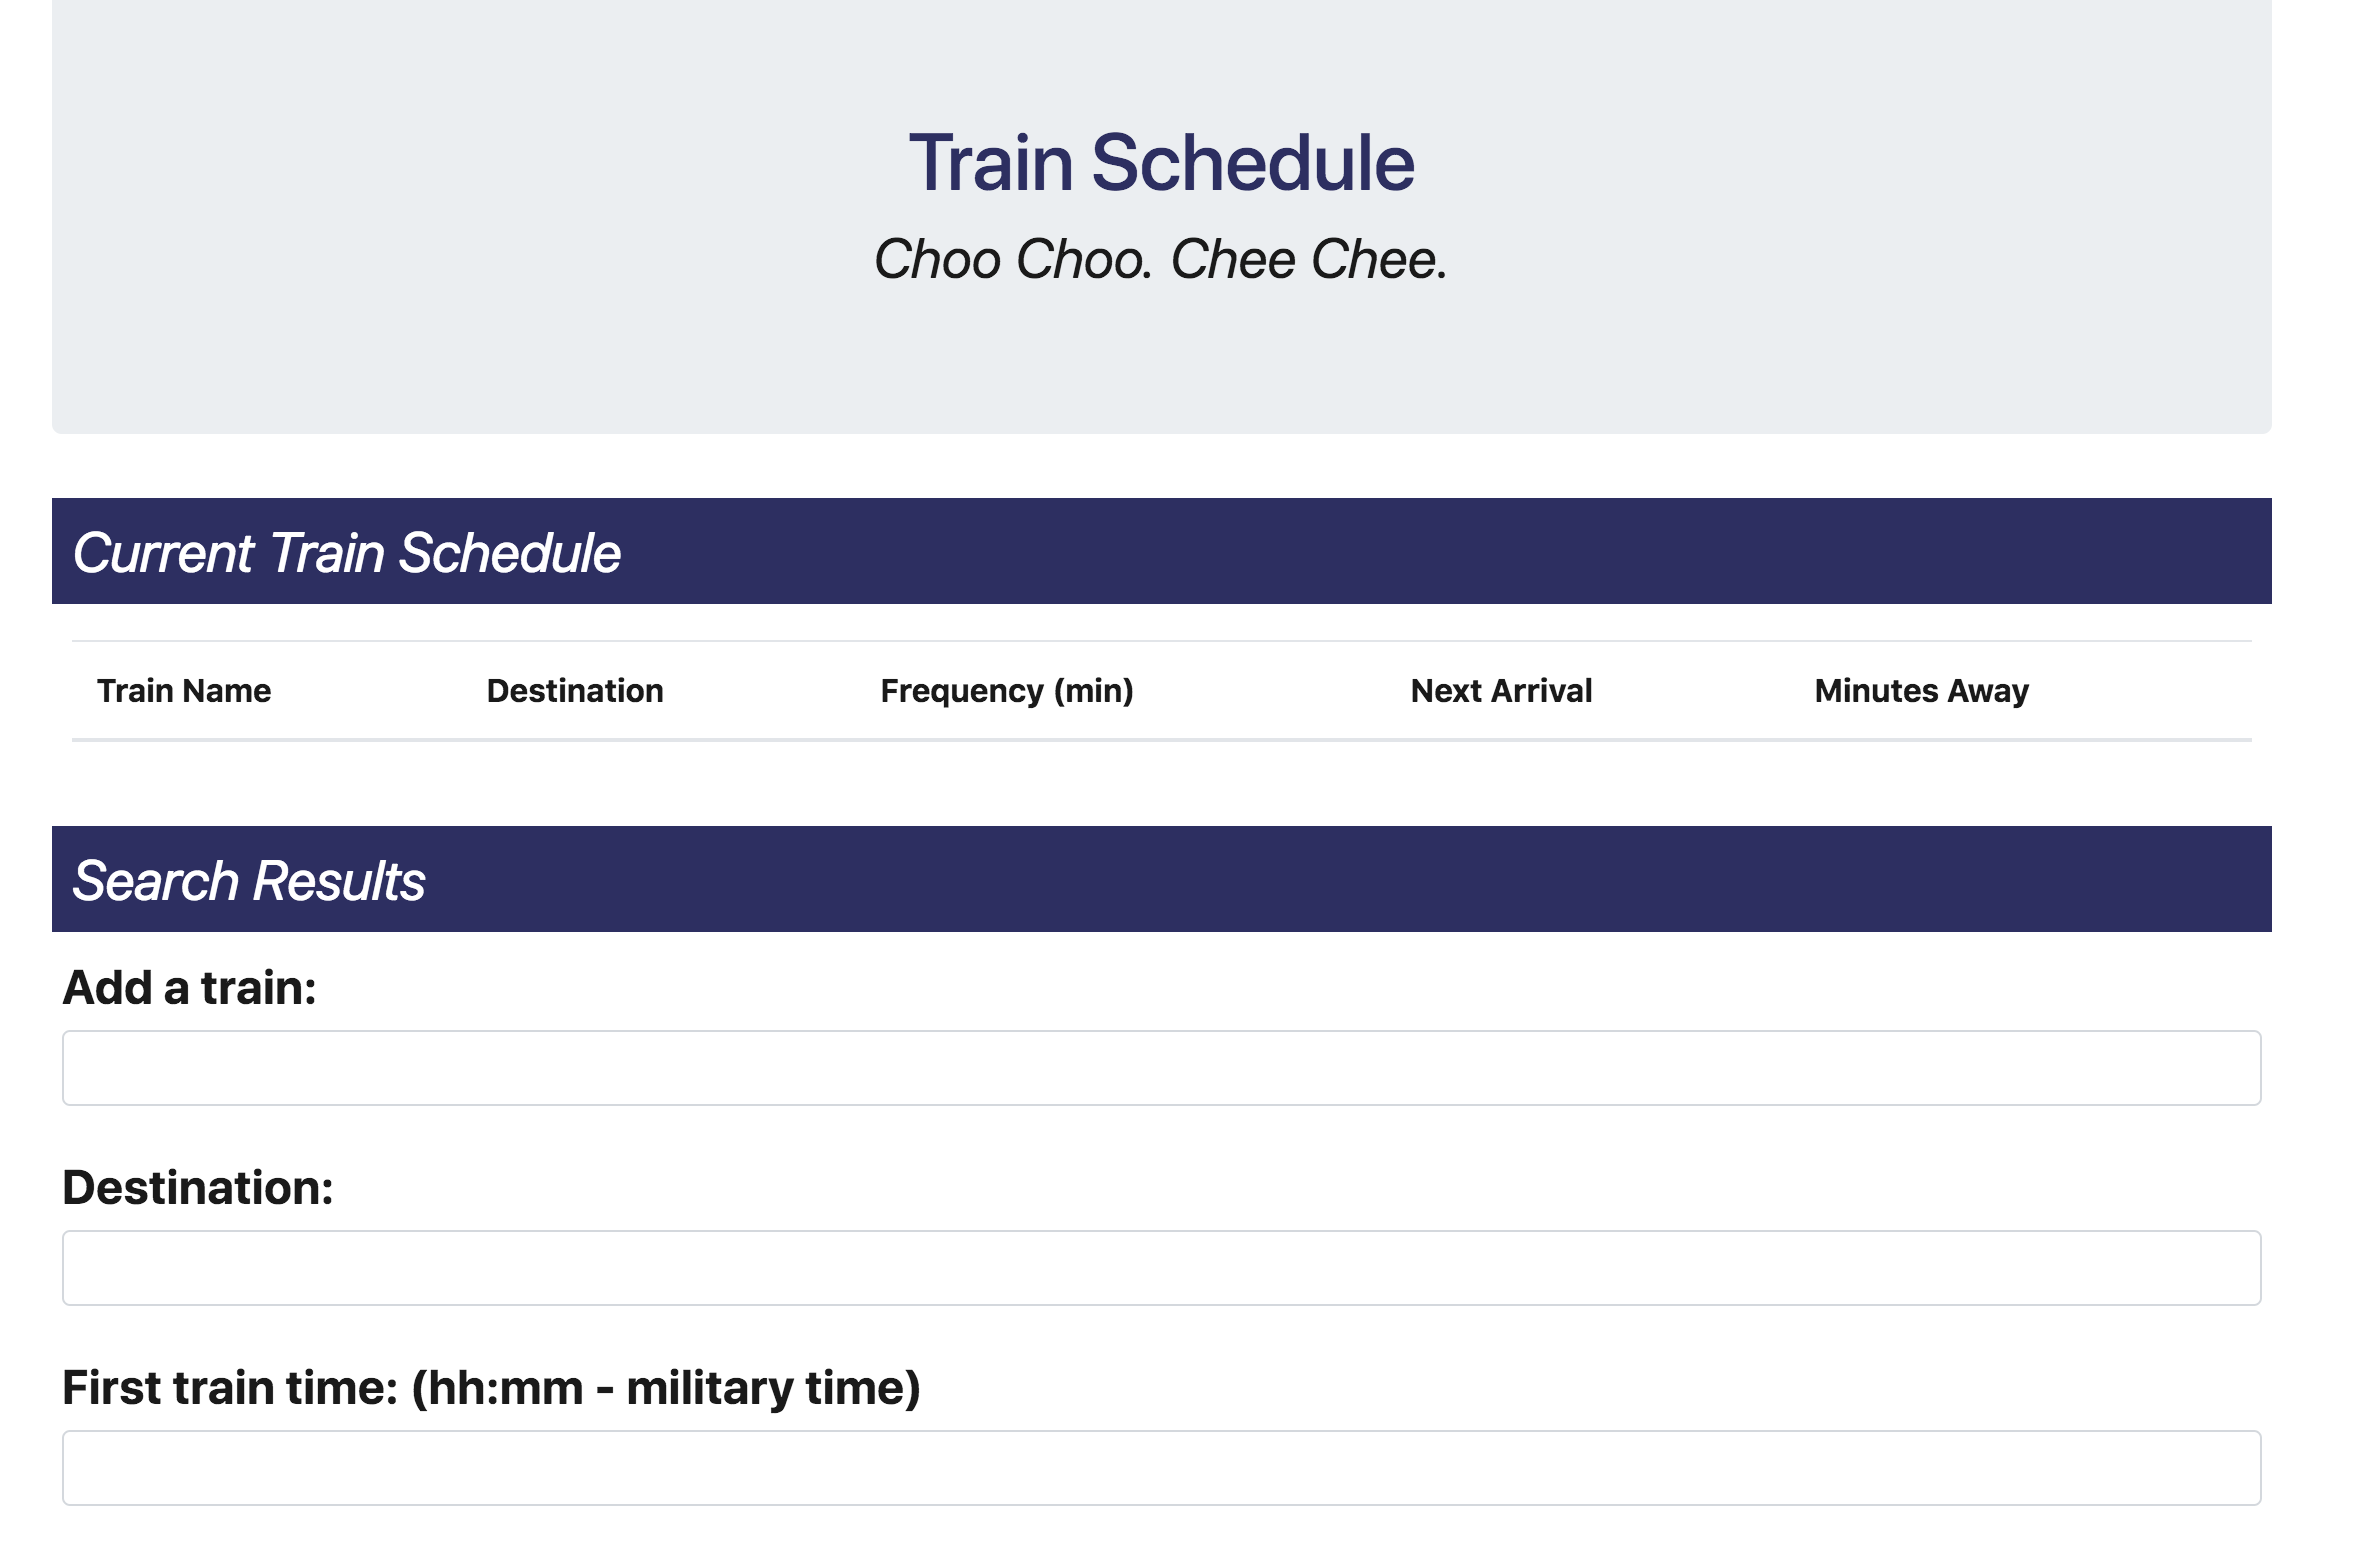 Train Schedule
Choo Choo. Chee Chee.
Current Train Schedule
Train Name Destination Frequency (min) Next Arrival Minutes Away
Search Results
Add a train:
Destination:
First train time: (hh:mm - military time)